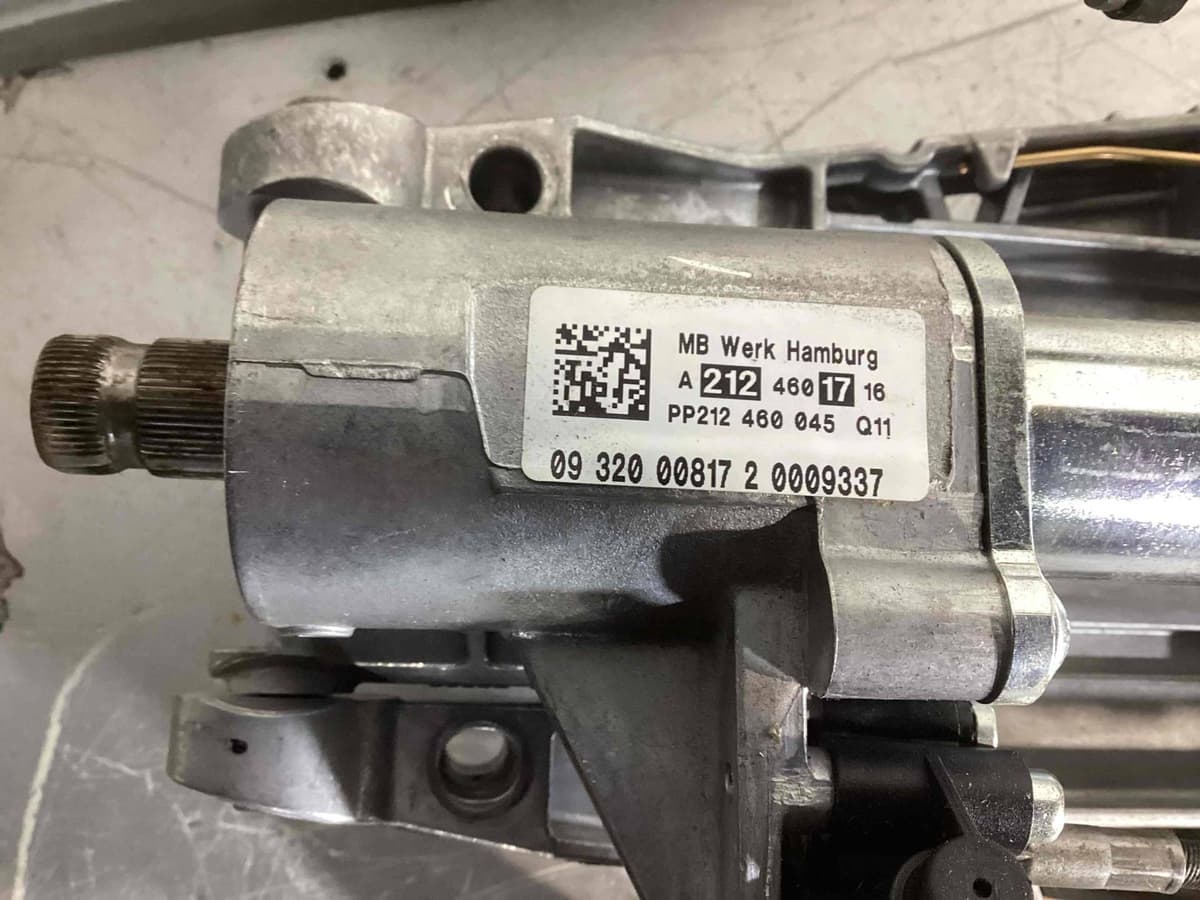 MB Werk Hamburg
A 212 460 17 16
PP212 460 045 Q11
09 320 00817 2 0009337